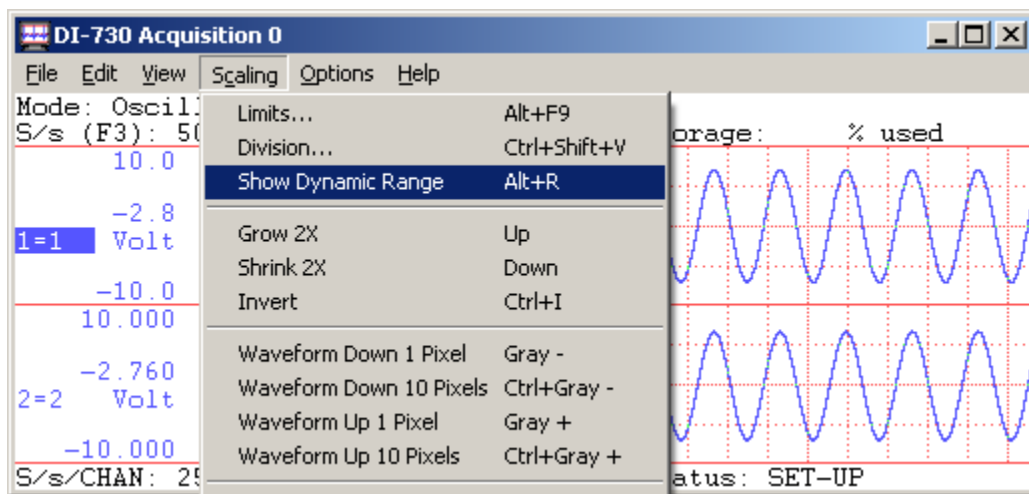 DI-730 Acquisition 0
File Edit View Scaling Options Help
Mode: Oscill
S/s (F3): 50 orage: % used
10.0
-2.8
1=1 Volt
-10.0
10.000
-2.760
2=2 Volt
-10.000
S/s/CHAN: 25 atus: SET-UP
Limits... Alt+F9
Division... Ctrl+Shift+V
Show Dynamic Range Alt+R
Grow 2X Up
Shrink 2X Down
Invert Ctrl+I
Waveform Down 1 Pixel Gray -
Waveform Down 10 Pixels Ctrl+Gray -
Waveform Up 1 Pixel Gray +
Waveform Up 10 Pixels Ctrl+Gray +